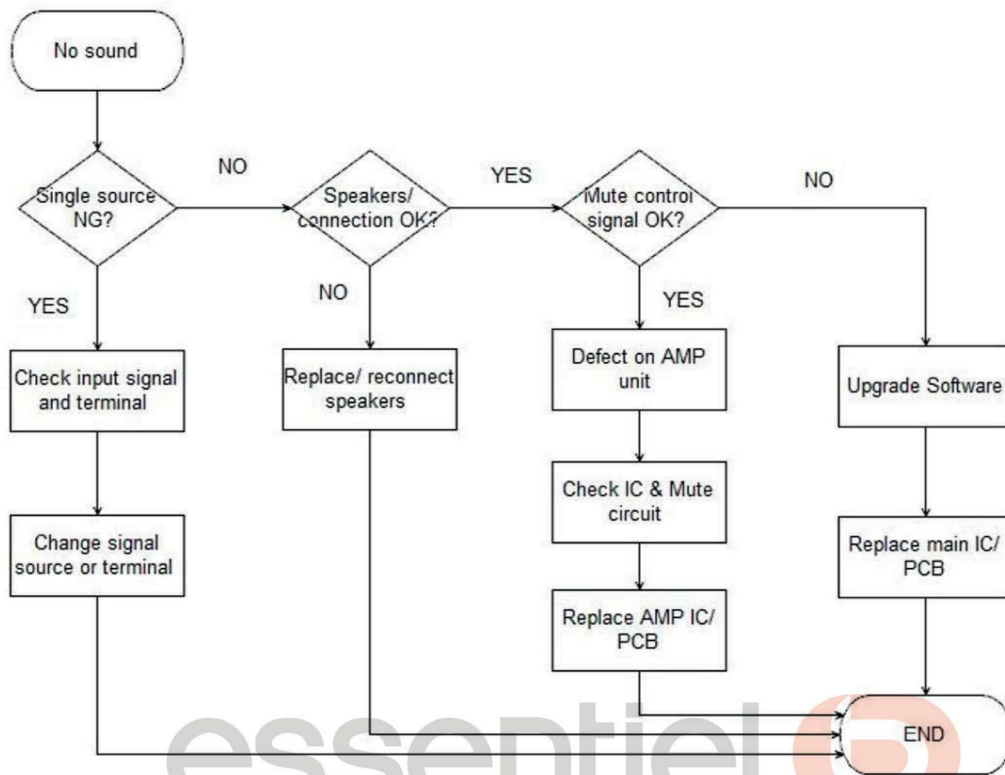 No sound
Single source
NG?
NO
Speakers/
connection OK?
YES
Mute control
signal OK?
NO
YES
NO
YES
Check input signal
and terminal
Replace/ reconnect
speakers
Defect on AMP
unit
Upgrade Software
Check IC & Mute
circuit
Change signal
source or terminal
Replace main IC/
PCB
Replace AMP IC/
PCB
END
essentiel b